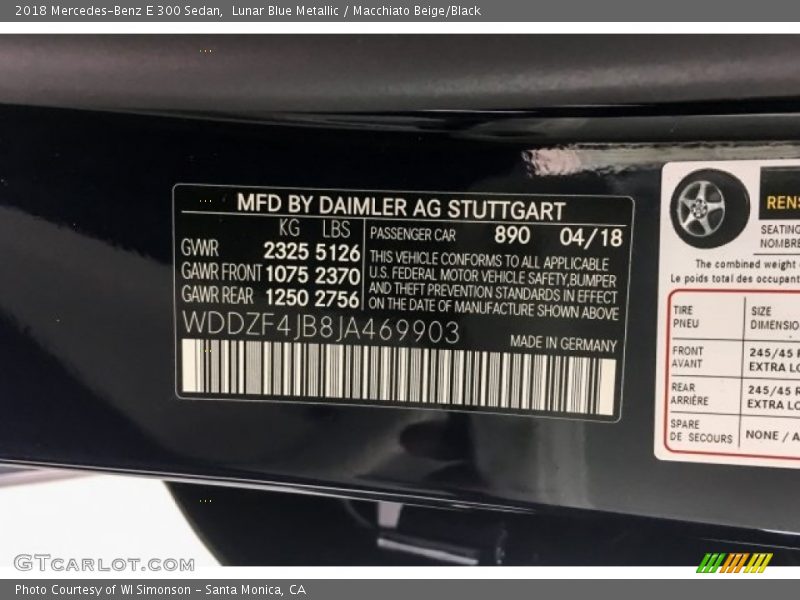 2018 Mercedes-Benz E 300 Sedan,  Lunar Blue Metallic / Macchiato Beige/Black
MFD BY DAIMLER AG STUTTGART
KG LBS
GVWR 2325 5126
GAWR FRONT 1075 2370
GAWR REAR 1250 2756
PASSENGER CAR 890 04/18
THIS VEHICLE CONFORMS TO ALL APPLICABLE
U.S. FEDERAL MOTOR VEHICLE SAFETY,BUMPER
AND THEFT PREVENTION STANDARDS IN EFFECT
ON THE DATE OF MANUFACTURE SHOWN ABOVE
WDDZF4JB8JA469903
MADE IN GERMANY
SEATING
NOMBRE
The combined weight
Le poids total des occupant
TIRE SIZE
PNEU
FRONT 245/45
AVANT EXTRA
REAR 245/45
ARRIÈRE EXTRA
SPARE NONE /
DE SECOURS
GTCARLOT.COM
Photo Courtesy of WI Simonson - Santa Monica, CA